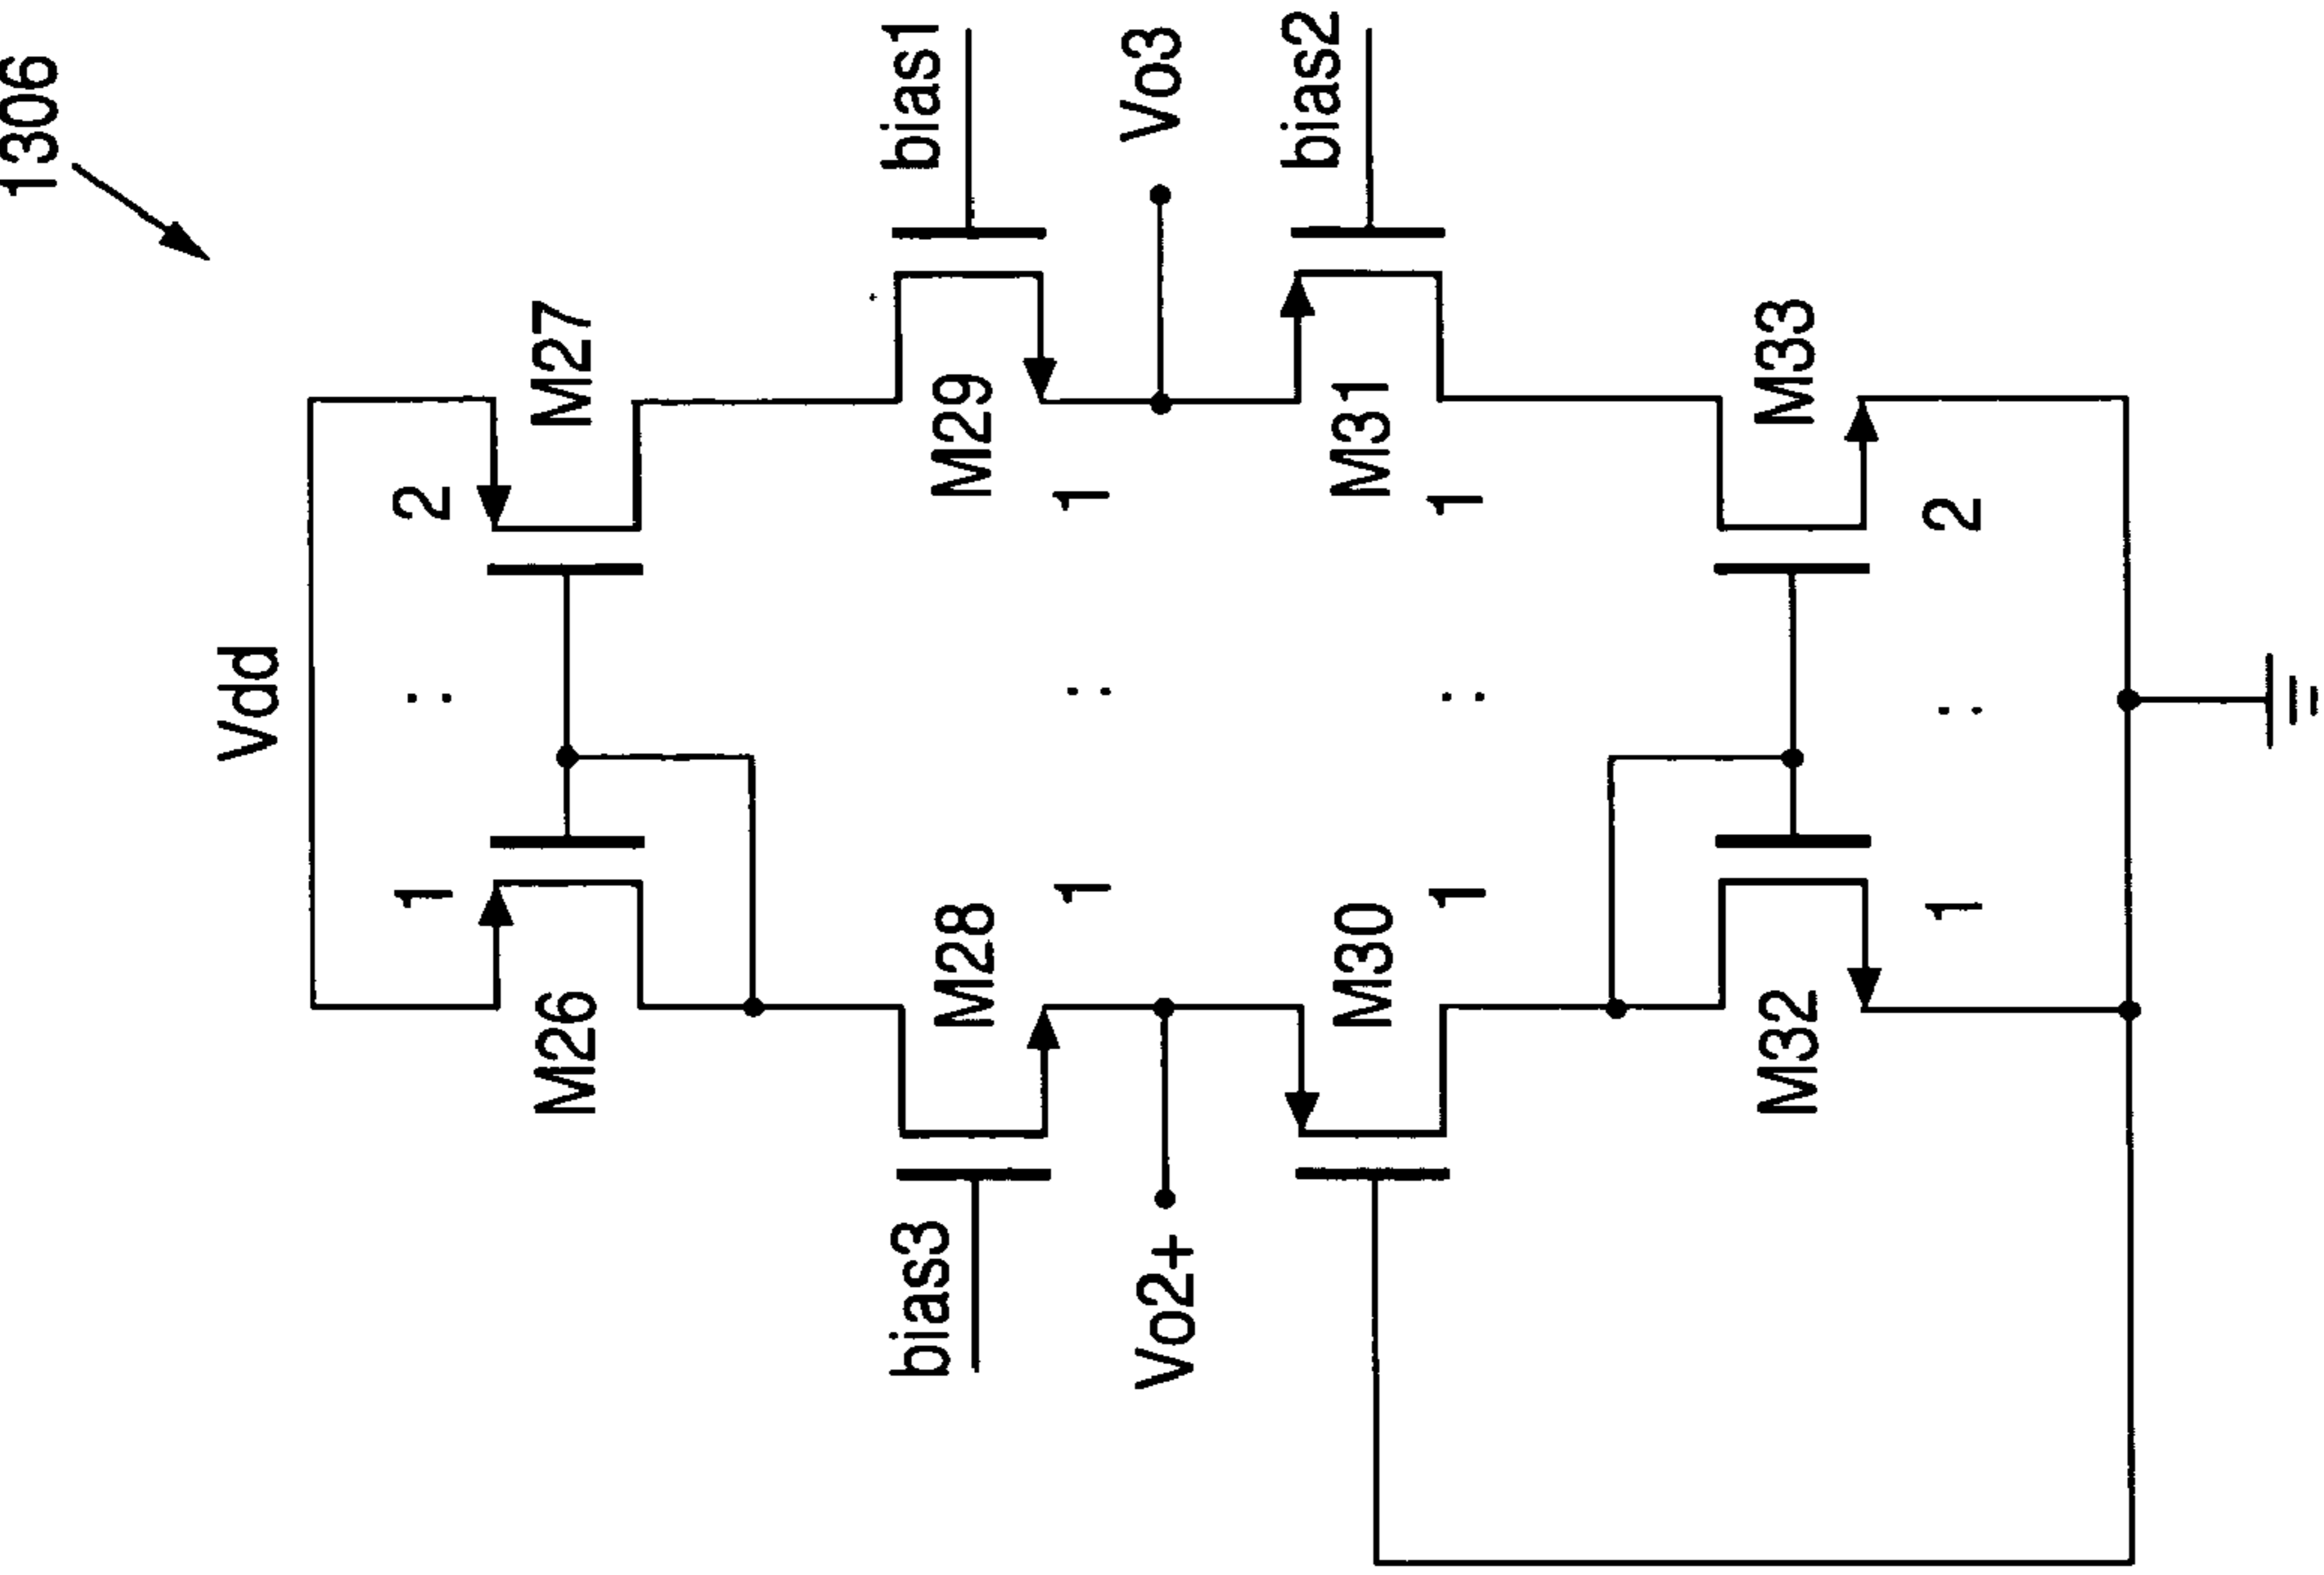 1306
Vdd
1 : 2
M26
M27
bias3
M28
M29
bias1
1 : 1
Vo2+
Vo3
M30
M31
bias2
1 : 1
M32
M33
1 : 2